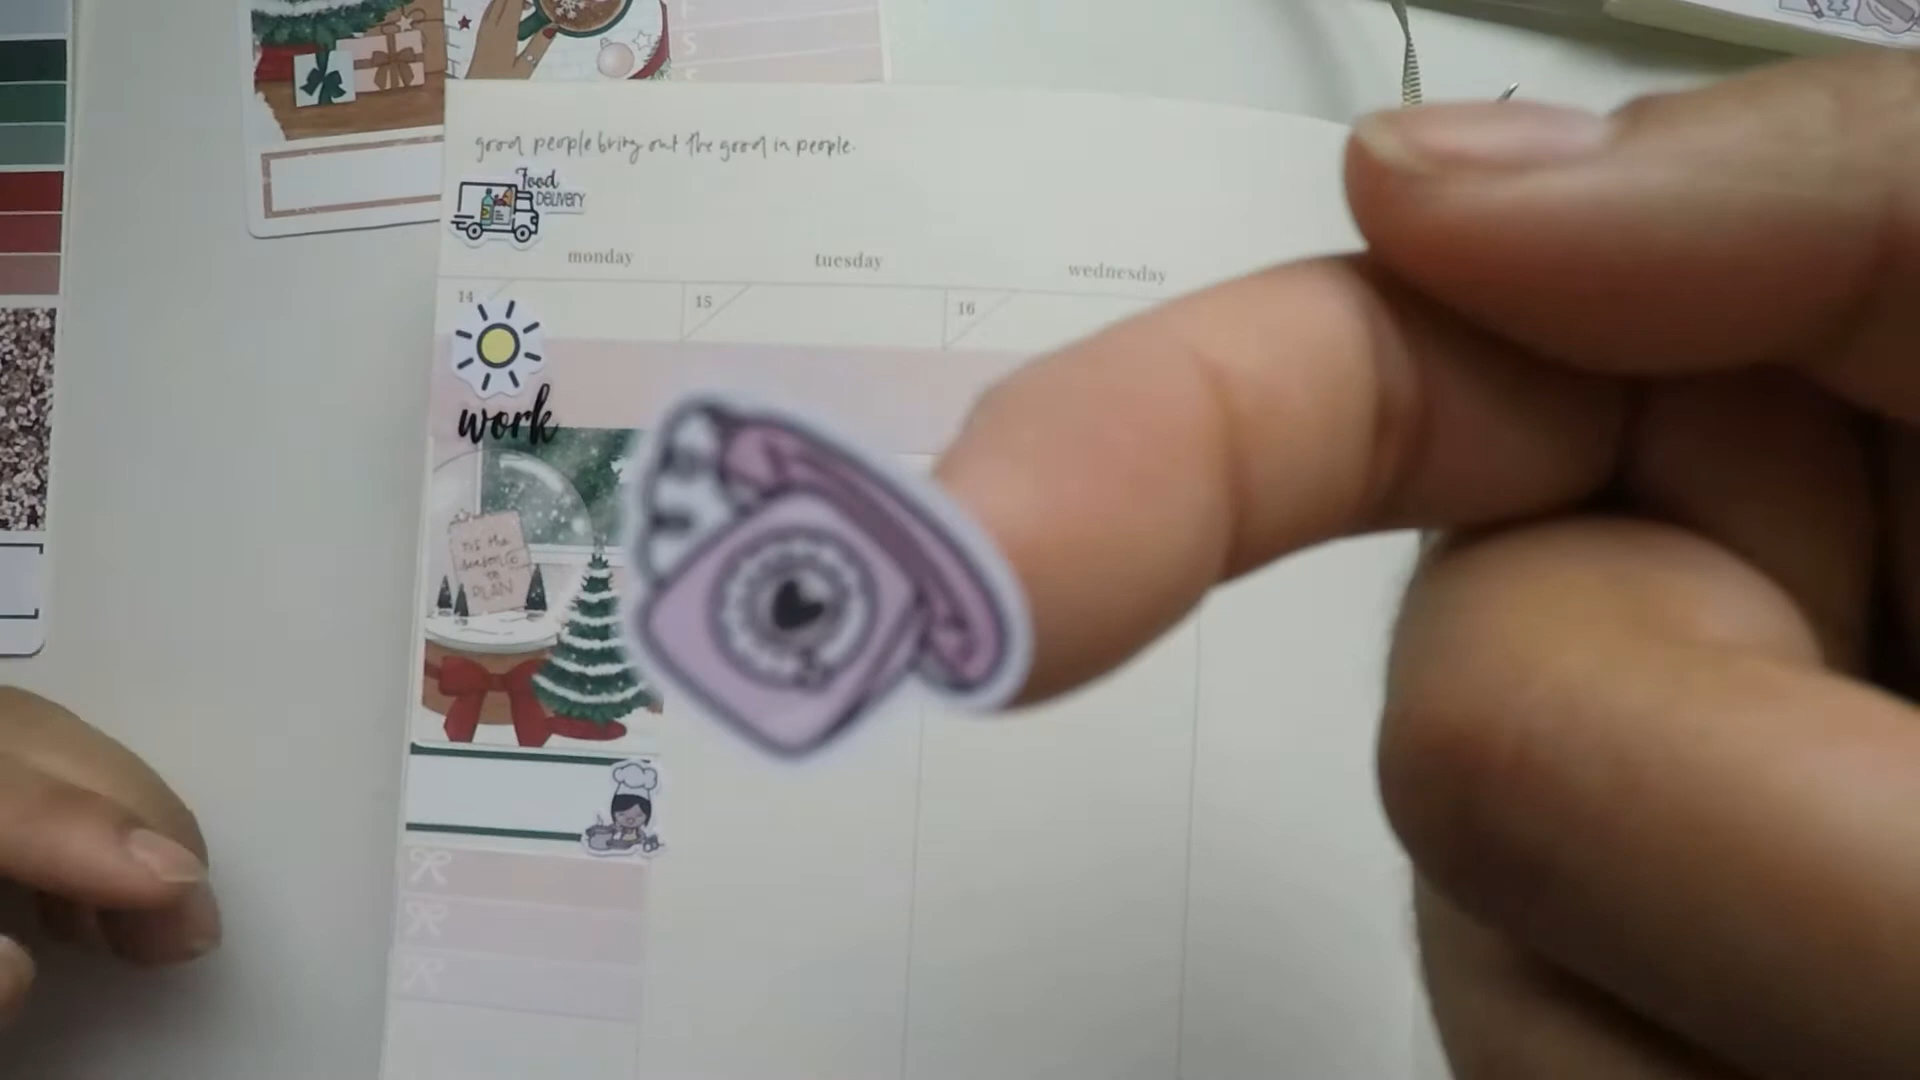 S
good people bring out the good in people.
Food
DELIVERY
monday tuesday wednesday
14 15 16
work
'tis the
season
to
PLAN